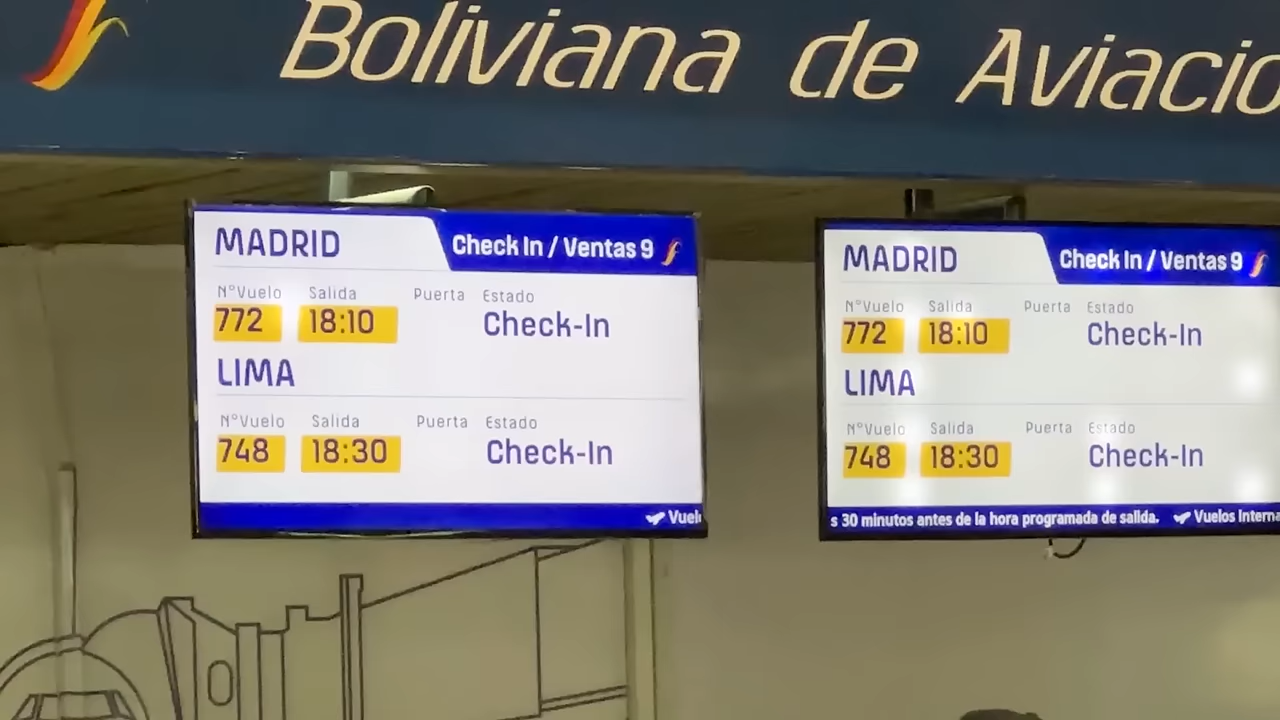 Boliviana de Aviacio
MADRID
Check In / Ventas 9
N°Vuelo Salida Puerta Estado
772 18:10 Check-In
LIMA
N°Vuelo Salida Puerta Estado
748 18:30 Check-In
Vuel
MADRID
Check In / Ventas 9
N°Vuelo Salida Puerta Estado
772 18:10 Check-In
LIMA
N°Vuelo Salida Puerta Estado
748 18:30 Check-In
s 30 minutos antes de la hora programada de salida. Vuelos Interna